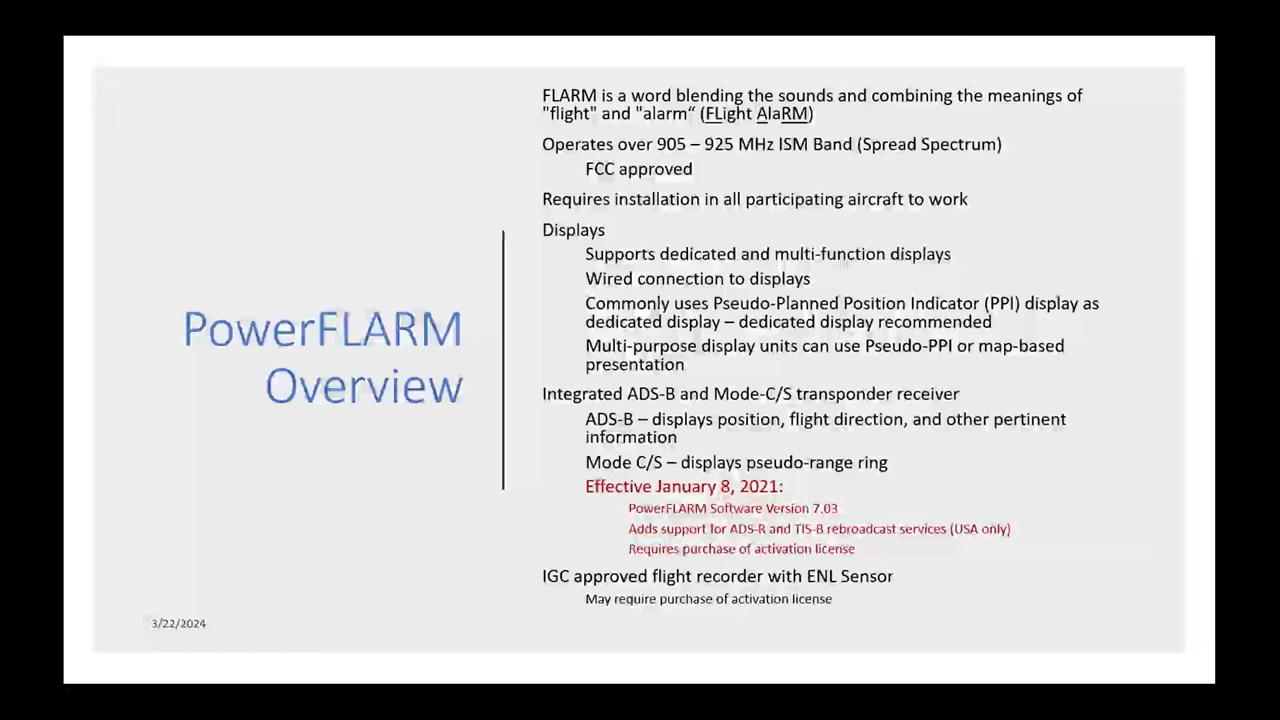 PowerFLARM
Overview
FLARM is a word blending the sounds and combining the meanings of
"flight" and "alarm“ (FLight AlaRM)
Operates over 905 – 925 MHz ISM Band (Spread Spectrum)
FCC approved
Requires installation in all participating aircraft to work
Displays
Supports dedicated and multi-function displays
Wired connection to displays
Commonly uses Pseudo-Planned Position Indicator (PPI) display as
dedicated display – dedicated display recommended
Multi-purpose display units can use Pseudo-PPI or map-based
presentation
Integrated ADS-B and Mode-C/S transponder receiver
ADS-B – displays position, flight direction, and other pertinent
information
Mode C/S – displays pseudo-range ring
Effective January 8, 2021:
PowerFLARM Software Version 7.03
Adds support for ADS-R and TIS-B rebroadcast services (USA only)
Requires purchase of activation license
IGC approved flight recorder with ENL Sensor
May require purchase of activation license
3/22/2024